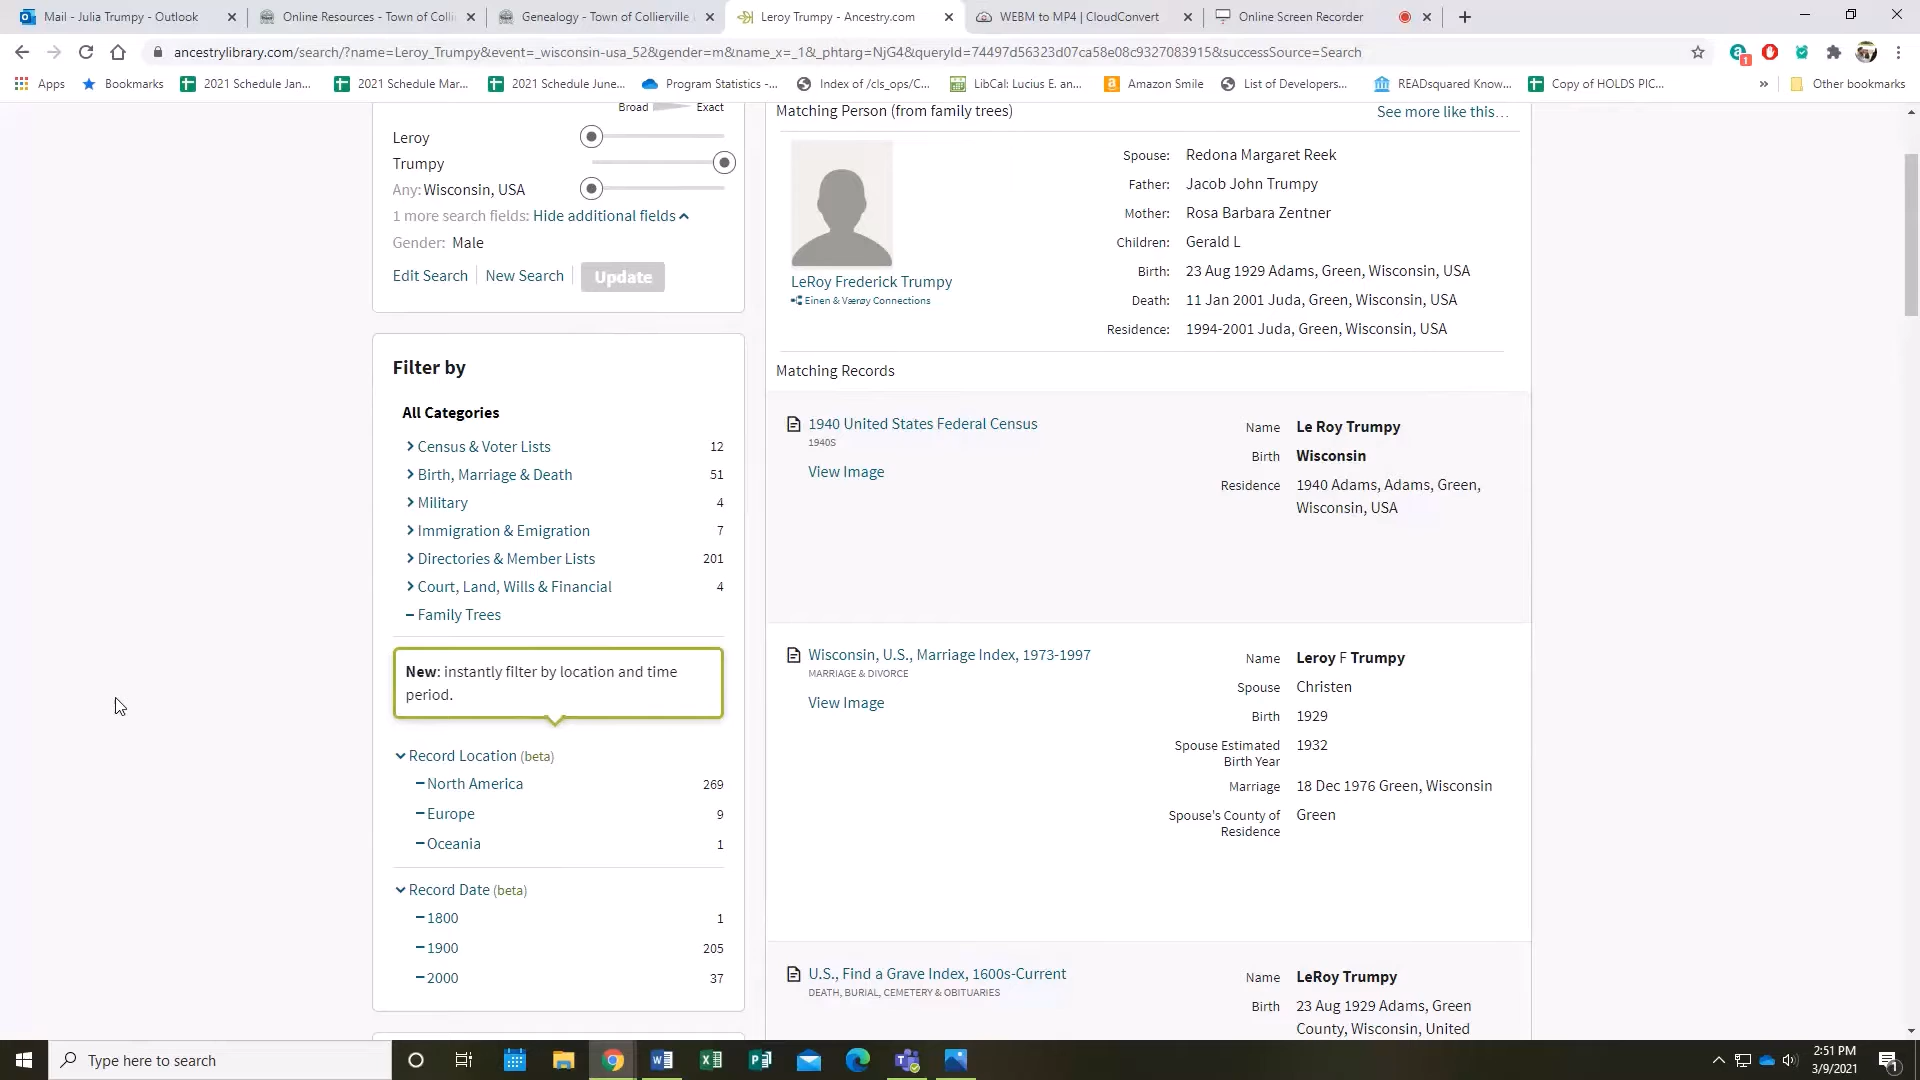 Mail - Julia Trumpy - Outlook
Online Resources - Town of Colli
Genealogy - Town of Collierville
Leroy Trumpy - Ancestry.com
WEBM to MP4 | CloudConvert
Online Screen Recorder
ancestrylibrary.com/search/?name=Leroy_Trumpy&event=_wisconsin-usa_52&gender=m&name_x=_1&_phtarg=NjG4&queryId=74497d56323d07ca58e08c9327083915&successSource=Search
1
Apps
Bookmarks
2021 Schedule Jan...
2021 Schedule Mar...
2021 Schedule June...
Program Statistics -...
Index of /cls_ops/C...
LibCal: Lucius E. an...
Amazon Smile
List of Developers...
READsquared Know...
Copy of HOLDS PIC...
»
Other bookmarks
Broad Exact
Leroy
Trumpy
Any: Wisconsin, USA
1 more search fields: Hide additional fields
Gender: Male
Edit Search New Search Update
Filter by
All Categories
Census & Voter Lists 12
Birth, Marriage & Death 51
Military 4
Immigration & Emigration 7
Directories & Member Lists 201
Court, Land, Wills & Financial 4
Family Trees
New: instantly filter by location and time
period.
Record Location (beta)
North America 269
Europe 9
Oceania 1
Record Date (beta)
1800 1
1900 205
2000 37
Matching Person (from family trees) See more like this...
LeRoy Frederick Trumpy
Einen & Værøy Connections
Spouse: Redona Margaret Reek
Father: Jacob John Trumpy
Mother: Rosa Barbara Zentner
Children: Gerald L
Birth: 23 Aug 1929 Adams, Green, Wisconsin, USA
Death: 11 Jan 2001 Juda, Green, Wisconsin, USA
Residence: 1994-2001 Juda, Green, Wisconsin, USA
Matching Records
1940 United States Federal Census
1940S
View Image
Name Le Roy Trumpy
Birth Wisconsin
Residence 1940 Adams, Adams, Green,
Wisconsin, USA
Wisconsin, U.S., Marriage Index, 1973-1997
MARRIAGE & DIVORCE
View Image
Name Leroy F Trumpy
Spouse Christen
Birth 1929
Spouse Estimated 1932
Birth Year
Marriage 18 Dec 1976 Green, Wisconsin
Spouse's County of Green
Residence
U.S., Find a Grave Index, 1600s-Current
DEATH, BURIAL, CEMETERY & OBITUARIES
Name LeRoy Trumpy
Birth 23 Aug 1929 Adams, Green
County, Wisconsin, United
Type here to search
2:51 PM
3/9/2021
1